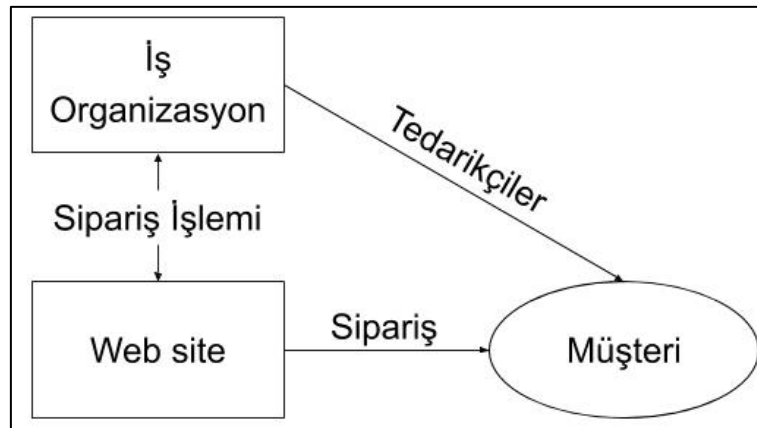 İş
Organizasyon
Tedarikçiler
Sipariş İşlemi
Web site
Sipariş
Müşteri